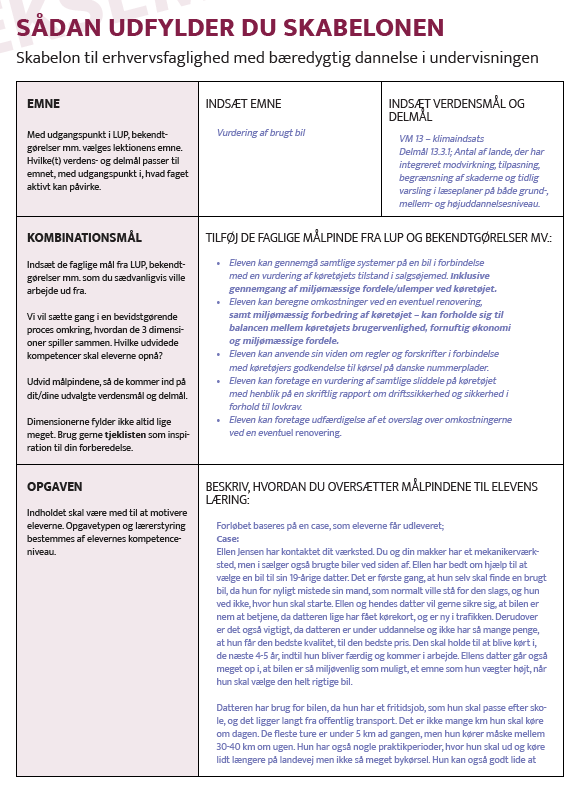 EKSEM
SÅDAN UDFYLDER DU SKABELONEN
Skabelon til erhvervsfaglighed med bæredygtig dannelse i undervisningen
EMNE
Med udgangspunkt i LUP, bekendt-
gørelser mm. vælges lektionens emne.
Hvilke(t) verdens- og delmål passer til
emnet, med udgangspunkt i, hvad faget
aktivt kan påvirke.
INDSÆT EMNE
Vurdering af brugt bil
INDSÆT VERDENSMÅL OG
DELMÅL
VM 13 – klimaindsats
Delmål 13.3.1; Antal af lande, der har
integreret modvirkning, tilpasning,
begrænsning af skaderne og tidlig
varsling i læseplaner på både grund-,
mellem- og højuddannelsesniveau.
KOMBINATIONSMÅL
Indsæt de faglige mål fra LUP, bekendt-
gørelser mm. som du sædvanligvis ville
arbejde ud fra.
Vi vil sætte gang i en bevidstgørende
proces omkring, hvordan de 3 dimensi-
oner spiller sammen. Hvilke udvidede
kompetencer skal eleverne opnå?
Udvid målpindene, så de kommer ind på
dit/dine udvalgte verdensmål og delmål.
Dimensionerne fylder ikke altid lige
meget. Brug gerne tjeklisten som inspi-
ration til din forberedelse.
TILFØJ DE FAGLIGE MÅLPINDE FRA LUP OG BEKENDTGØRELSER MV.:
• Eleven kan gennemgå samtlige systemer på en bil i forbindelse
med en vurdering af køretøjets tilstand i salgsøjemed. Inklusive
gennemgang af miljømæssige fordele/ulemper ved køretøjet.
• Eleven kan beregne omkostninger ved en eventuel renovering,
samt miljømæssig forbedring af køretøjet – kan forholde sig til
balancen mellem køretøjets brugervenlighed, fornuftig økonomi
og miljømæssige fordele.
• Eleven kan anvende sin viden om regler og forskrifter i forbindelse
med køretøjers godkendelse til kørsel på danske nummerplader.
• Eleven kan foretage en vurdering af samtlige sliddele på køretøjet
med henblik på en skriftlig rapport om driftssikkerhed og sikkerhed i
forhold til lovkrav.
• Eleven kan foretage udfærdigelse af et overslag over omkostningerne
ved en eventuel renovering.
OPGAVEN
Indholdet skal være med til at motivere
eleverne. Opgavetypen og lærerstyring
bestemmes af elevernes kompetence-
niveau.
BESKRIV, HVORDAN DU OVERSÆTTER MÅLPINDENE TIL ELEVENS
LÆRING:
Forløbet baseres på en case, som eleverne får udleveret;
Case:
Ellen Jensen har kontaktet dit værksted. Du og din makker har et mekanikerværk-
sted, men i sælger også brugte biler ved siden af. Ellen har bedt om hjælp til at
vælge en bil til sin 19-årige datter. Det er første gang, at hun selv skal finde en brugt
bil, da hun for nyligt mistede sin mand, som normalt ville stå for den slags, og hun
ved ikke, hvor hun skal starte. Ellen og hendes datter vil gerne sikre sig, at bilen er
nem at betjene, da datteren lige har fået kørekort, og er ny i trafikken. Derudover
er det også vigtigt, da datteren er under uddannelse og ikke har så mange penge,
at hun får den bedste kvalitet, til den bedste pris. Den skal holde til at blive kørt i,
de næste 4-5 år, indtil hun bliver færdig og kommer i arbejde. Ellens datter går også
meget op i, at bilen er så miljøvenlig som muligt, et emne som hun vægter højt, når
hun skal vælge den helt rigtige bil.
Datteren har brug for bilen, da hun har et fritidsjob, som hun skal passe efter sko-
le, og det ligger langt fra offentlig transport. Det er ikke mange km hun skal køre
om dagen. De fleste ture er under 5 km ad gangen, men hun kører måske mellem
30-40 km om ugen. Hun har også nogle praktikperioder, hvor hun skal ud og køre
lidt længere på landevej men ikke så meget bykørsel. Hun kan også godt lide at